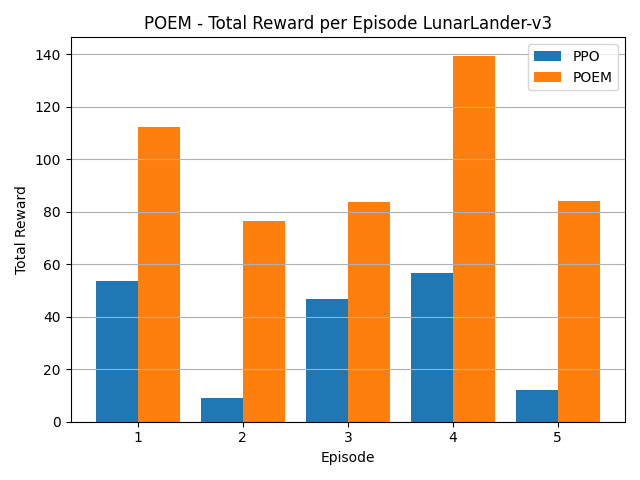 POEM - Total Reward per Episode LunarLander-v3
PPO
POEM
Total Reward
140
120
100
80
60
40
20
0
1 2 3 4 5
Episode